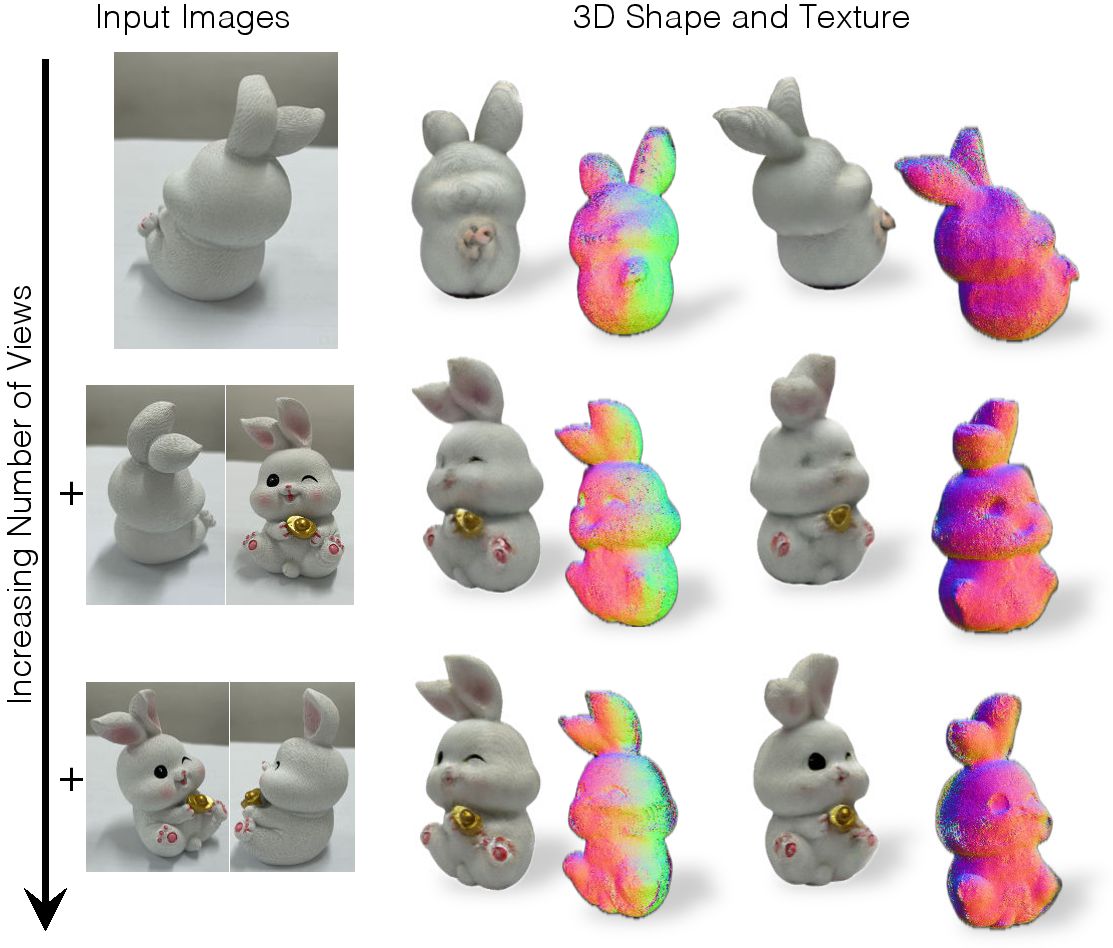 Input Images
3D Shape and Texture
Increasing Number of Views
+
+